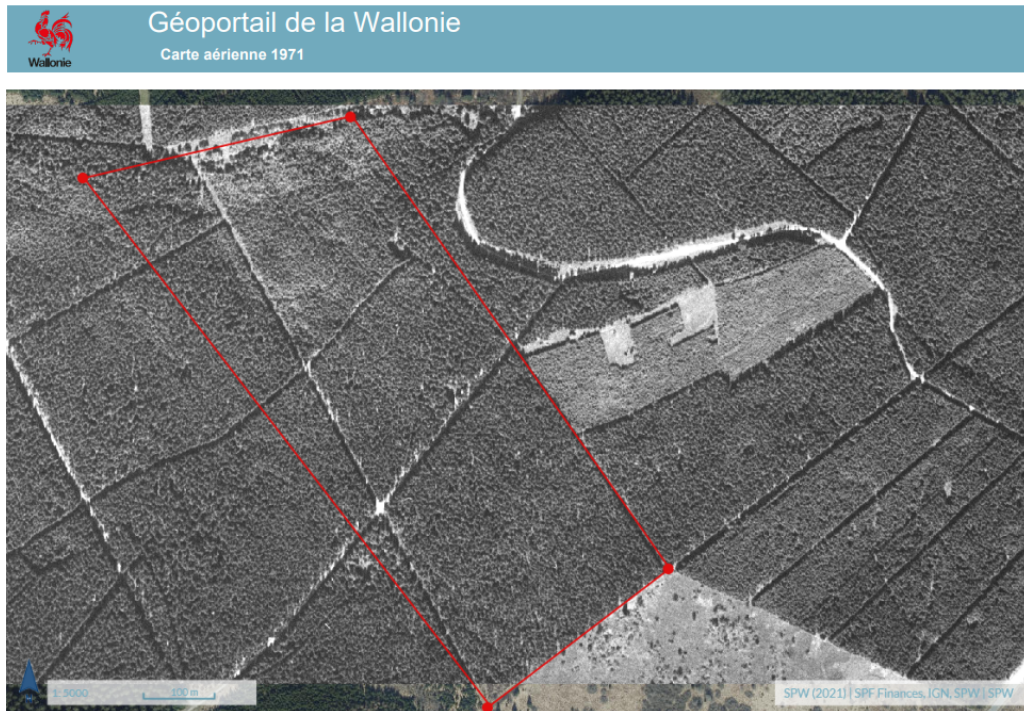 Géoportail de la Wallonie
Carte aérienne 1971
Wallonie
1: 5000
100 m
SPW (2021) | SPF Finances, IGN, SPW | SPW